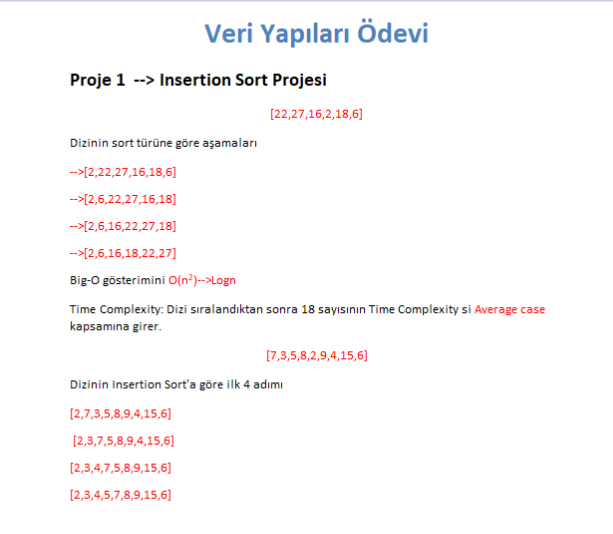 Veri Yapıları Ödevi
Proje 1 --> Insertion Sort Projesi
[22,27,16,2,18,6]
Dizinin sort türüne göre aşamaları
-->[2,22,27,16,18,6]
-->[2,6,22,27,16,18]
-->[2,6,16,22,27,18]
-->[2,6,16,18,22,27]
Big-O gösterimini O(n²)-->Logn
Time Complexity: Dizi sıralandıktan sonra 18 sayısının Time Complexity si Average case
kapsamına girer.
[7,3,5,8,2,9,4,15,6]
Dizinin Insertion Sort'a göre ilk 4 adımı
[2,7,3,5,8,9,4,15,6]
[2,3,7,5,8,9,4,15,6]
[2,3,4,7,5,8,9,15,6]
[2,3,4,5,7,8,9,15,6]